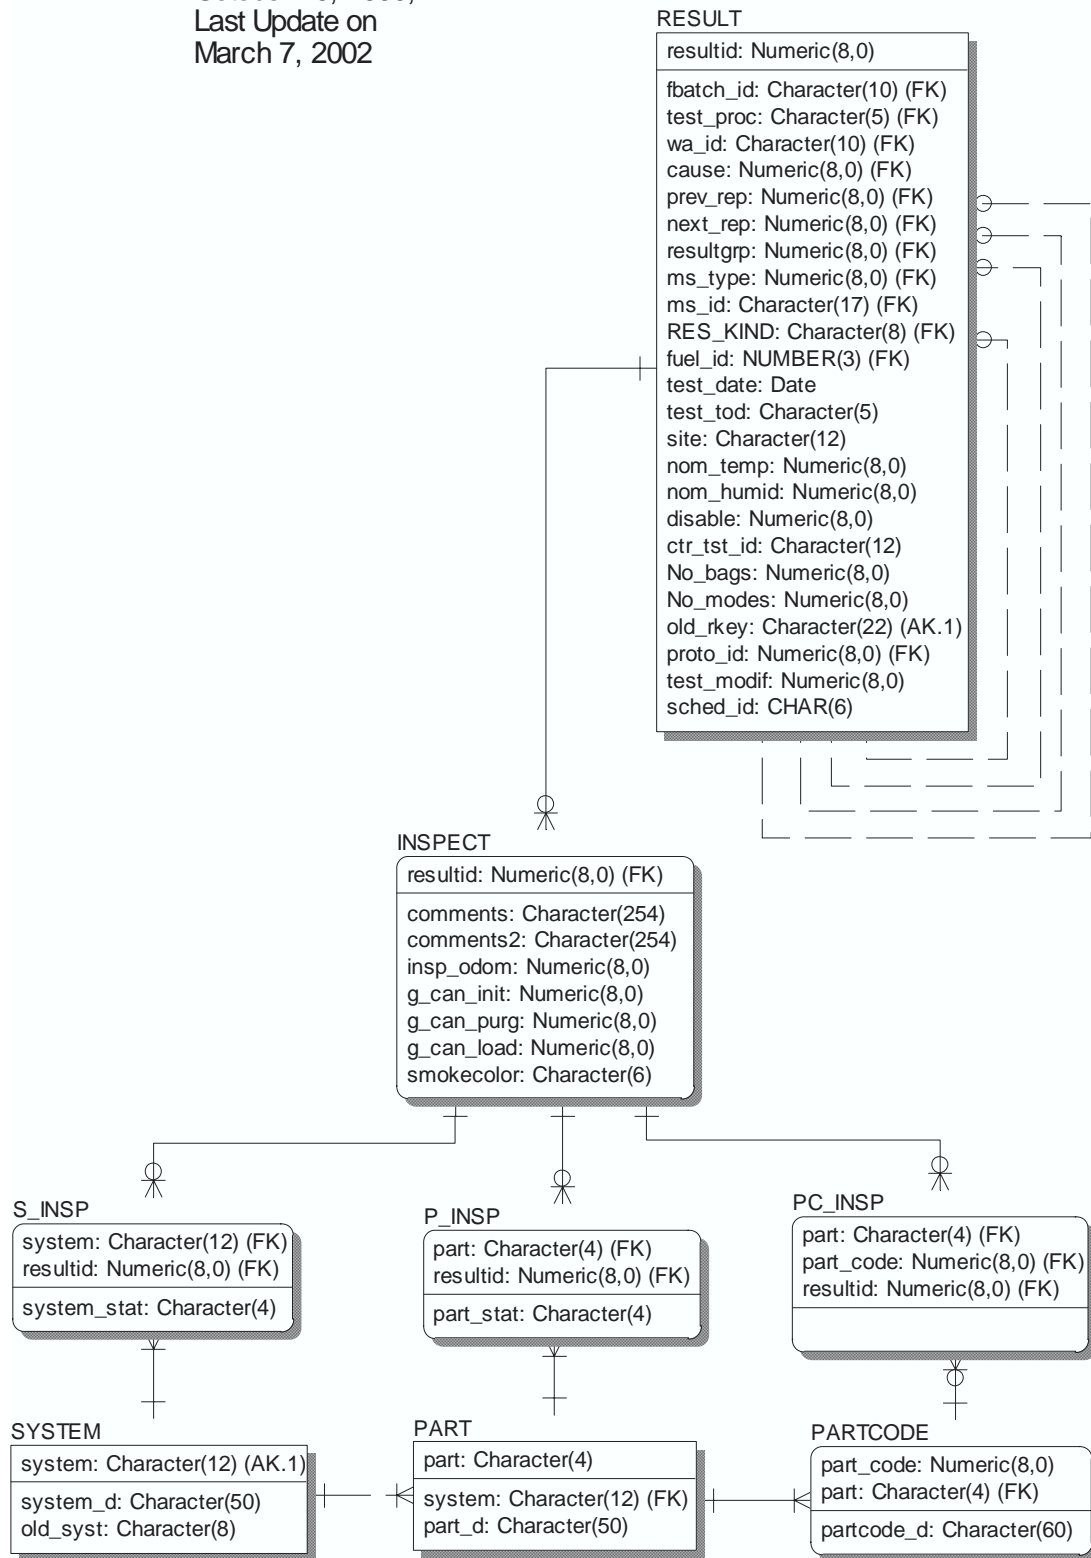 Last Update on
March 7, 2002
RESULT
resultid: Numeric(8,0)
fbatch_id: Character(10) (FK)
test_proc: Character(5) (FK)
wa_id: Character(10) (FK)
cause: Numeric(8,0) (FK)
prev_rep: Numeric(8,0) (FK)
next_rep: Numeric(8,0) (FK)
resultgrp: Numeric(8,0) (FK)
ms_type: Numeric(8,0) (FK)
ms_id: Character(17) (FK)
RES_KIND: Character(8) (FK)
fuel_id: NUMBER(3) (FK)
test_date: Date
test_tod: Character(5)
site: Character(12)
nom_temp: Numeric(8,0)
nom_humid: Numeric(8,0)
disable: Numeric(8,0)
ctr_tst_id: Character(12)
No_bags: Numeric(8,0)
No_modes: Numeric(8,0)
old_rkey: Character(22) (AK.1)
proto_id: Numeric(8,0) (FK)
test_modif: Numeric(8,0)
sched_id: CHAR(6)
INSPECT
resultid: Numeric(8,0) (FK)
comments: Character(254)
comments2: Character(254)
insp_odom: Numeric(8,0)
g_can_init: Numeric(8,0)
g_can_purg: Numeric(8,0)
g_can_load: Numeric(8,0)
smokecolor: Character(6)
S_INSP
system: Character(12) (FK)
resultid: Numeric(8,0) (FK)
system_stat: Character(4)
P_INSP
part: Character(4) (FK)
resultid: Numeric(8,0) (FK)
part_stat: Character(4)
PC_INSP
part: Character(4) (FK)
part_code: Numeric(8,0) (FK)
resultid: Numeric(8,0) (FK)
SYSTEM
system: Character(12) (AK.1)
system_d: Character(50)
old_syst: Character(8)
PART
part: Character(4)
system: Character(12) (FK)
part_d: Character(50)
PARTCODE
part_code: Numeric(8,0)
part: Character(4) (FK)
partcode_d: Character(60)